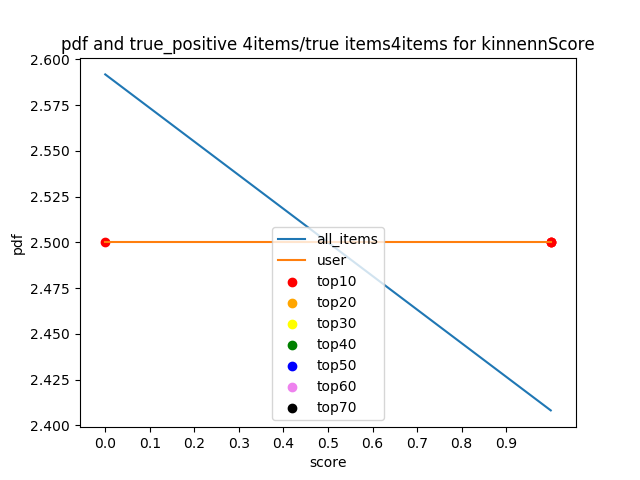 pdf and true_positive 4items/true items4items for kinnennScore
2.600
2.575
2.550
2.525
2.500
2.475
2.450
2.425
2.400
pdf
all_items
user
top10
top20
top30
top40
top50
top60
top70
0.0 0.1 0.2 0.3 0.4 0.5 0.6 0.7 0.8 0.9
score